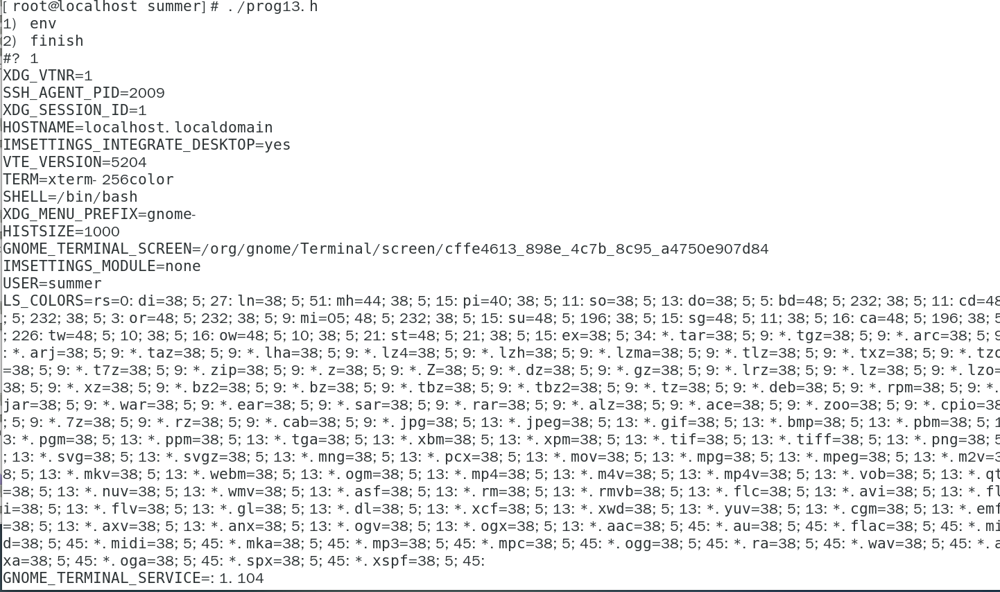 [root@localhost summer]# ./prog13.h
1) env
2) finish
#? 1
XDG_VTNR=1
SSH_AGENT_PID=2009
XDG_SESSION_ID=1
HOSTNAME=localhost.localdomain
IMSETTINGS_INTEGRATE_DESKTOP=yes
VTE_VERSION=5204
TERM=xterm-256color
SHELL=/bin/bash
XDG_MENU_PREFIX=gnome-
HISTSIZE=1000
GNOME_TERMINAL_SCREEN=/org/gnome/Terminal/screen/cffe4613_898e_4c7b_8c95_a4750e907d84
IMSETTINGS_MODULE=none
USER=summer
LS_COLORS=rs=0:di=38;5;27:ln=38;5;51:mh=44;38;5;15:pi=40;38;5;11:so=38;5;13:do=38;5;5:bd=48;5;232;38;5;11:cd=48
;5;232;38;5;3:or=48;5;232;38;5;9:mi=05;48;5;232;38;5;15:su=48;5;196;38;5;15:sg=48;5;11;38;5;16:ca=48;5;196;38;5
;226:tw=48;5;10;38;5;16:ow=48;5;10;38;5;21:st=48;5;21;38;5;15:ex=38;5;34:*.tar=38;5;9:*.tgz=38;5;9:*.arc=38;5;9
:*.arj=38;5;9:*.taz=38;5;9:*.lha=38;5;9:*.lz4=38;5;9:*.lzh=38;5;9:*.lzma=38;5;9:*.tlz=38;5;9:*.txz=38;5;9:*.tzo
=38;5;9:*.t7z=38;5;9:*.zip=38;5;9:*.z=38;5;9:*.Z=38;5;9:*.dz=38;5;9:*.gz=38;5;9:*.lrz=38;5;9:*.lz=38;5;9:*.lzo=
38;5;9:*.xz=38;5;9:*.bz2=38;5;9:*.bz=38;5;9:*.tbz=38;5;9:*.tbz2=38;5;9:*.tz=38;5;9:*.deb=38;5;9:*.rpm=38;5;9:*.
jar=38;5;9:*.war=38;5;9:*.ear=38;5;9:*.sar=38;5;9:*.rar=38;5;9:*.alz=38;5;9:*.ace=38;5;9:*.zoo=38;5;9:*.cpio=38
;5;9:*.7z=38;5;9:*.rz=38;5;9:*.cab=38;5;9:*.jpg=38;5;13:*.jpeg=38;5;13:*.gif=38;5;13:*.bmp=38;5;13:*.pbm=38;5;1
3:*.pgm=38;5;13:*.ppm=38;5;13:*.tga=38;5;13:*.xbm=38;5;13:*.xpm=38;5;13:*.tif=38;5;13:*.tiff=38;5;13:*.png=38;5
;13:*.svg=38;5;13:*.svgz=38;5;13:*.mng=38;5;13:*.pcx=38;5;13:*.mov=38;5;13:*.mpg=38;5;13:*.mpeg=38;5;13:*.m2v=3
8;5;13:*.mkv=38;5;13:*.webm=38;5;13:*.ogm=38;5;13:*.mp4=38;5;13:*.m4v=38;5;13:*.mp4v=38;5;13:*.vob=38;5;13:*.qt
=38;5;13:*.nuv=38;5;13:*.wmv=38;5;13:*.asf=38;5;13:*.rm=38;5;13:*.rmvb=38;5;13:*.flc=38;5;13:*.avi=38;5;13:*.fl
i=38;5;13:*.flv=38;5;13:*.gl=38;5;13:*.dl=38;5;13:*.xcf=38;5;13:*.xwd=38;5;13:*.yuv=38;5;13:*.cgm=38;5;13:*.emf
=38;5;13:*.axv=38;5;13:*.anx=38;5;13:*.ogv=38;5;13:*.ogx=38;5;13:*.aac=38;5;45:*.au=38;5;45:*.flac=38;5;45:*.mi
d=38;5;45:*.midi=38;5;45:*.mka=38;5;45:*.mp3=38;5;45:*.mpc=38;5;45:*.ogg=38;5;45:*.ra=38;5;45:*.wav=38;5;45:*.a
xa=38;5;45:*.oga=38;5;45:*.spx=38;5;45:*.xspf=38;5;45:
GNOME_TERMINAL_SERVICE=:1.104